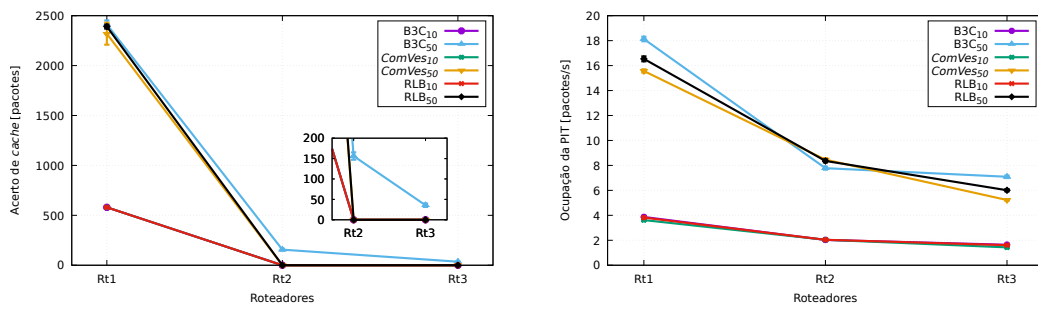 2500
2000
1500
1000
500
0
Acerto de cache [pacotes]
B3C10
B3C50
ComVes10
ComVes50
RLB10
RLB50
200
150
100
50
0
Rt2 Rt3
Rt1 Rt2 Rt3
Roteadores
20
18
16
14
12
10
8
6
4
2
0
Ocupação da PIT [pacotes/s]
B3C10
B3C50
ComVes10
ComVes50
RLB10
RLB50
Rt1 Rt2 Rt3
Roteadores